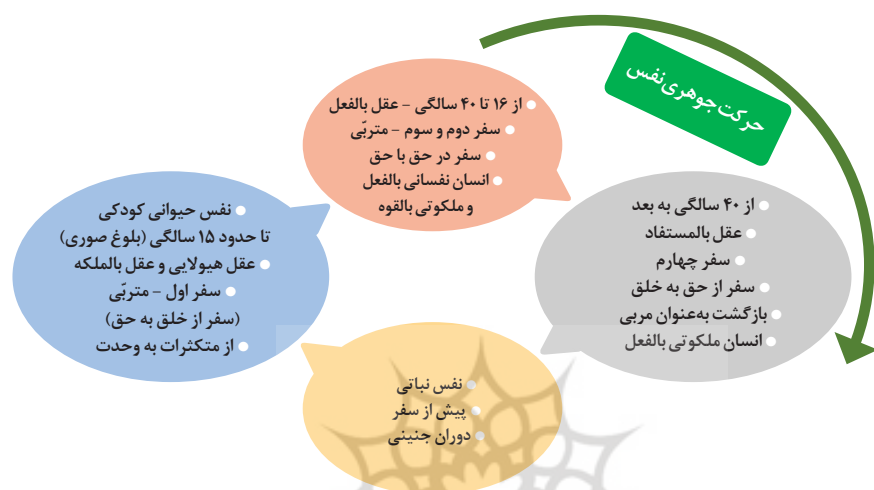 حرکت جوهری نفس
از ۱۶ تا ۴۰ سالگی - عقل بالفعل
سفر دوم و سوم - متربّی
سفر در حق با حق
انسان نفسانی بالفعل
و ملکوتی بالقوه
از ۴۰ سالگی به بعد
عقل بالمستفاد
سفر چهارم
سفر از حق به خلق
بازگشت به‌عنوان مربی
انسان ملکوتی بالفعل
نفس حیوانی کودکی
تا حدود ۱۵ سالگی (بلوغ صوری)
عقل هیولایی و عقل بالملکه
سفر اول - متربّی
(سفر از خلق به حق)
از متکثرات به وحدت
نفس نباتی
پیش از سفر
دوران جنینی